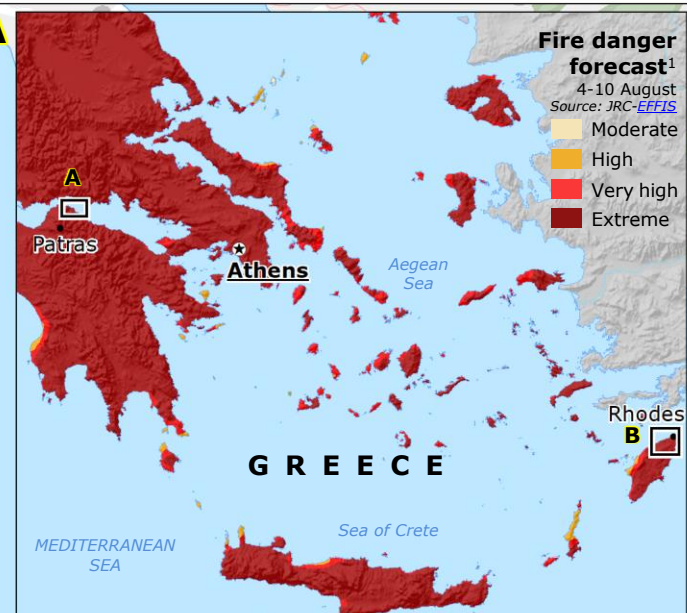 A
Fire danger
forecast¹
4-10 August
Source: JRC-EFFIS
Moderate
High
Very high
Extreme
A
Patras
Athens
Aegean
Sea
Rhodes
B
GREECE
Sea of Crete
MEDITERRANEAN
SEA